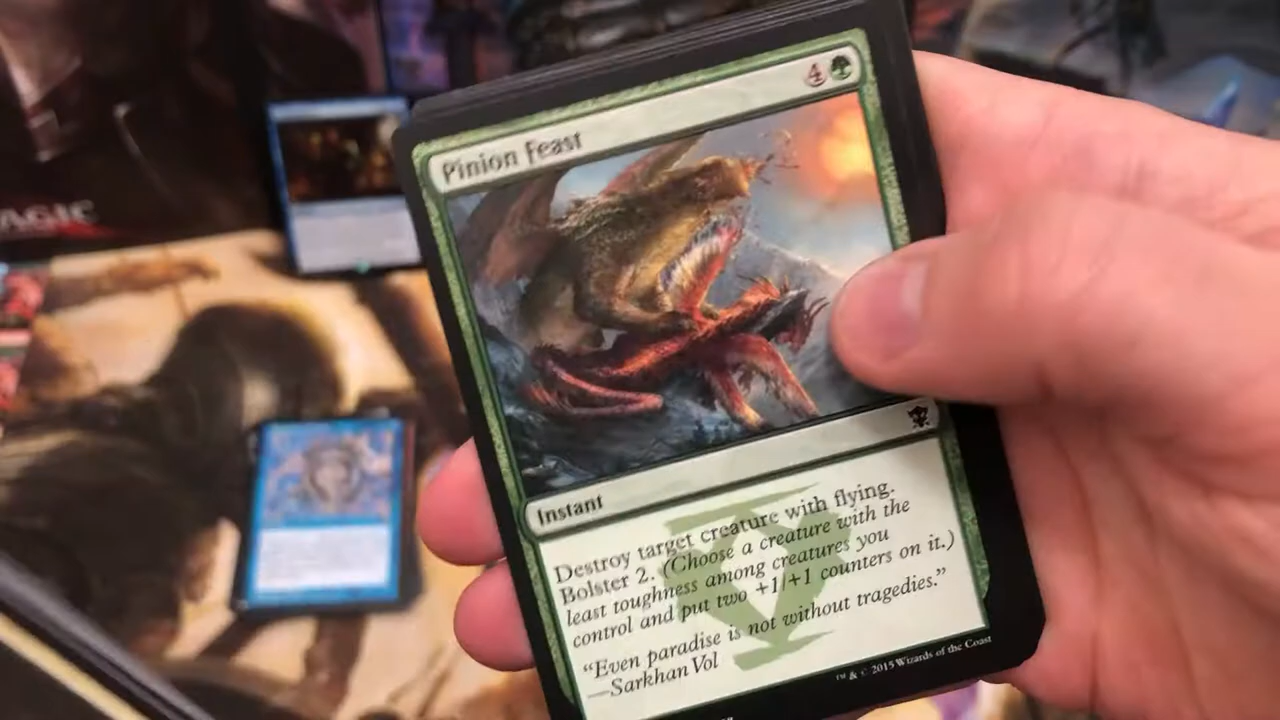 Pinion Feast
4
AGIC
Instant
Destroy target creature with flying.
Bolster 2. (Choose a creature with the
least toughness among creatures you
control and put two +1/+1 counters on it.)
“Even paradise is not without tragedies.”
—Sarkhan Vol
™ & © 2015 Wizards of the Coast